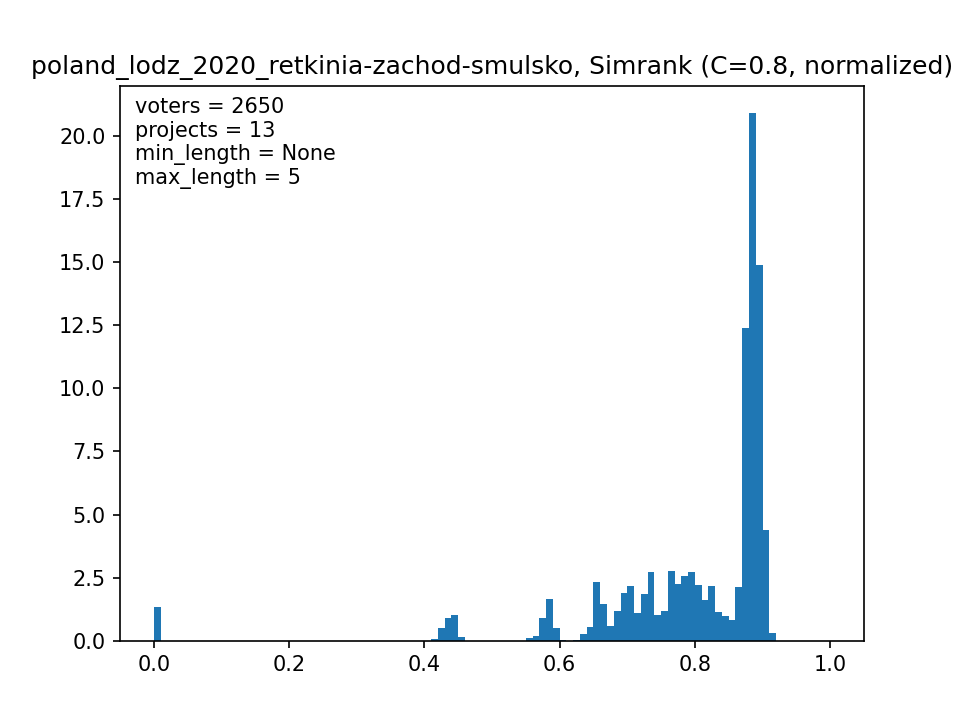 poland_lodz_2020_retkinia-zachod-smulsko, Simrank (C=0.8, normalized)
voters = 2650
projects = 13
min_length = None
max_length = 5
20.0
17.5
15.0
12.5
10.0
7.5
5.0
2.5
0.0
0.0 0.2 0.4 0.6 0.8 1.0